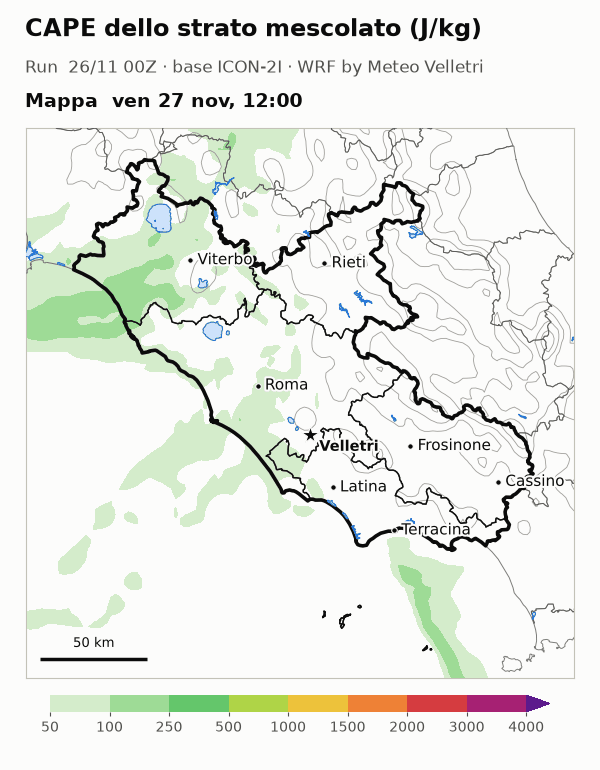 CAPE dello strato mescolato (J/kg)
Run 26/11 00Z · base ICON-2I · WRF by Meteo Velletri
Mappa ven 27 nov, 12:00
Viterbo
Rieti
Roma
Velletri
Frosinone
Latina
Cassino
Terracina
50 km
50 100 250 500 1000 1500 2000 3000 4000